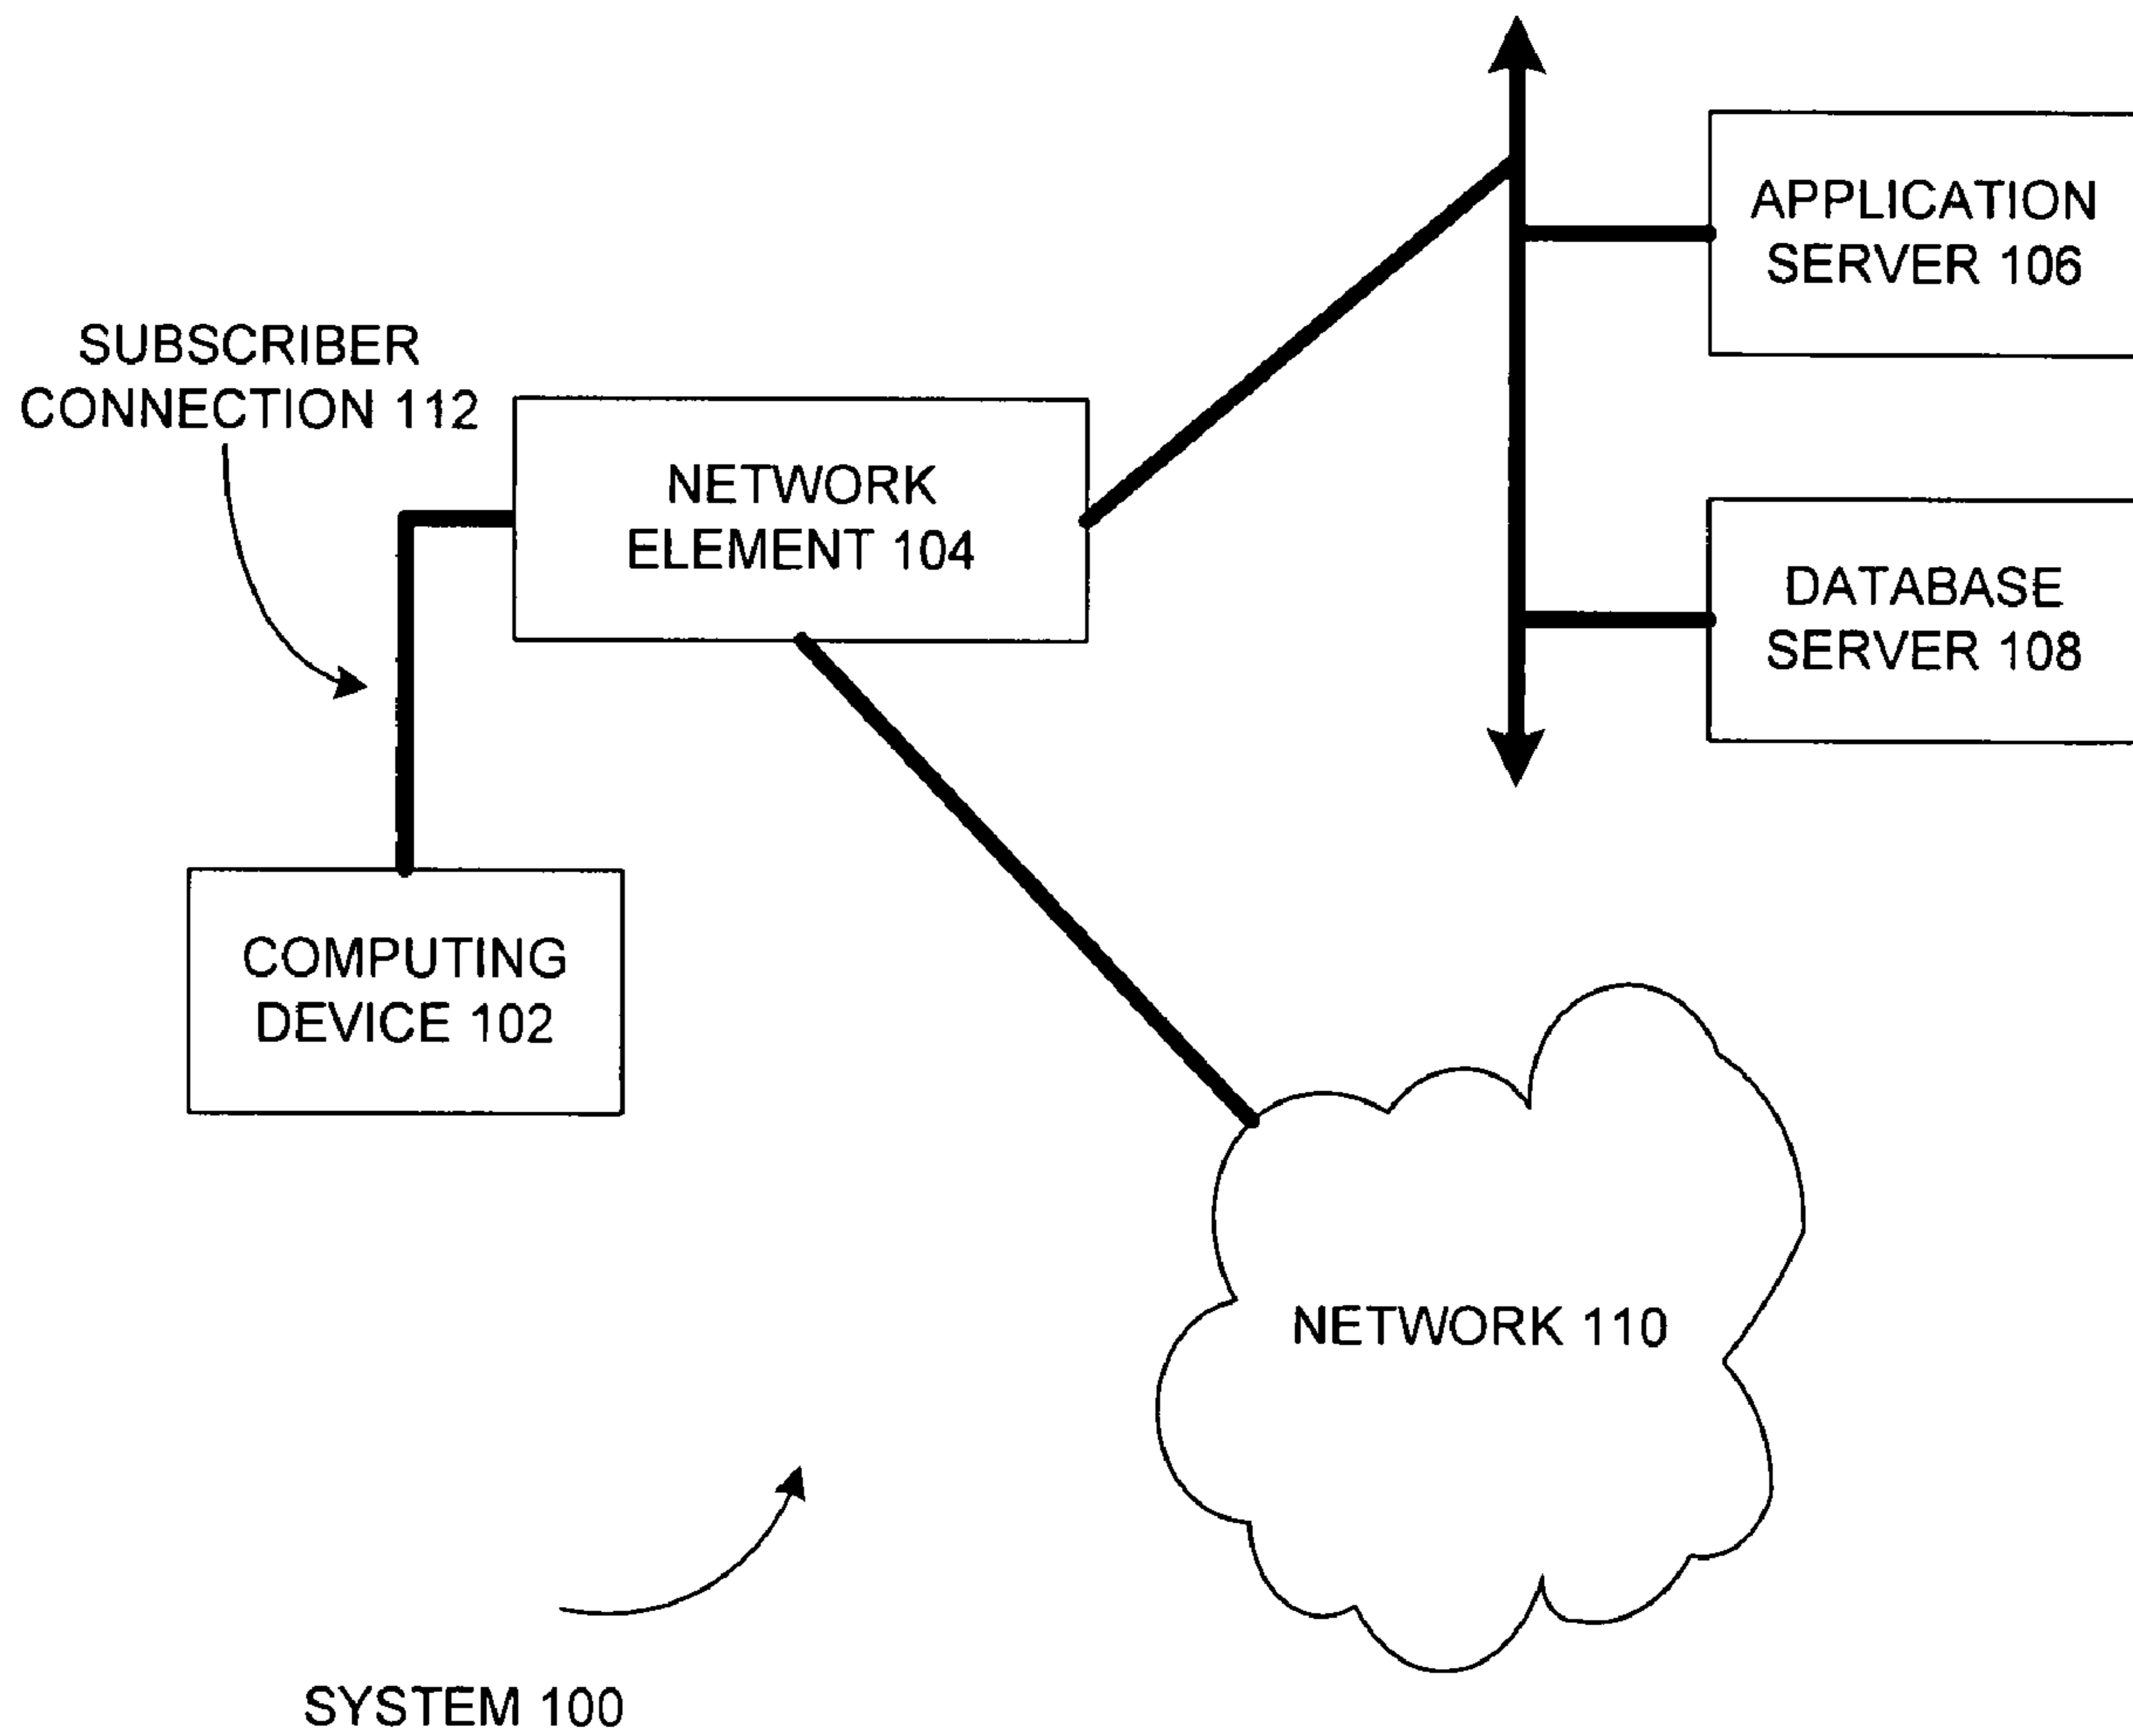 APPLICATION
SERVER 106
SUBSCRIBER
CONNECTION 112
NETWORK
ELEMENT 104
DATABASE
SERVER 108
COMPUTING
DEVICE 102
NETWORK 110
SYSTEM 100